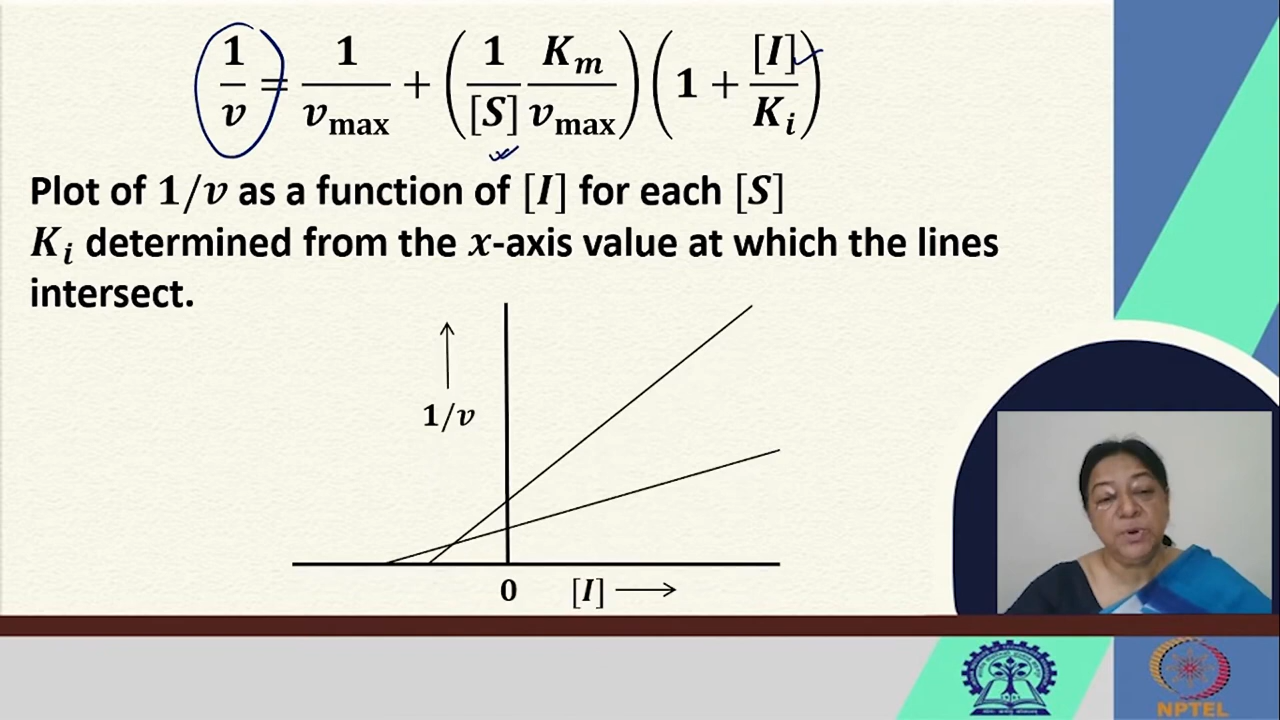 1/v = 1/v_max + (1/[S] K_m/v_max)(1 + [I]/K_i)
Plot of 1/v as a function of [I] for each [S]
K_i determined from the x-axis value at which the lines
intersect.
1/v
0 [I]
NPTEL